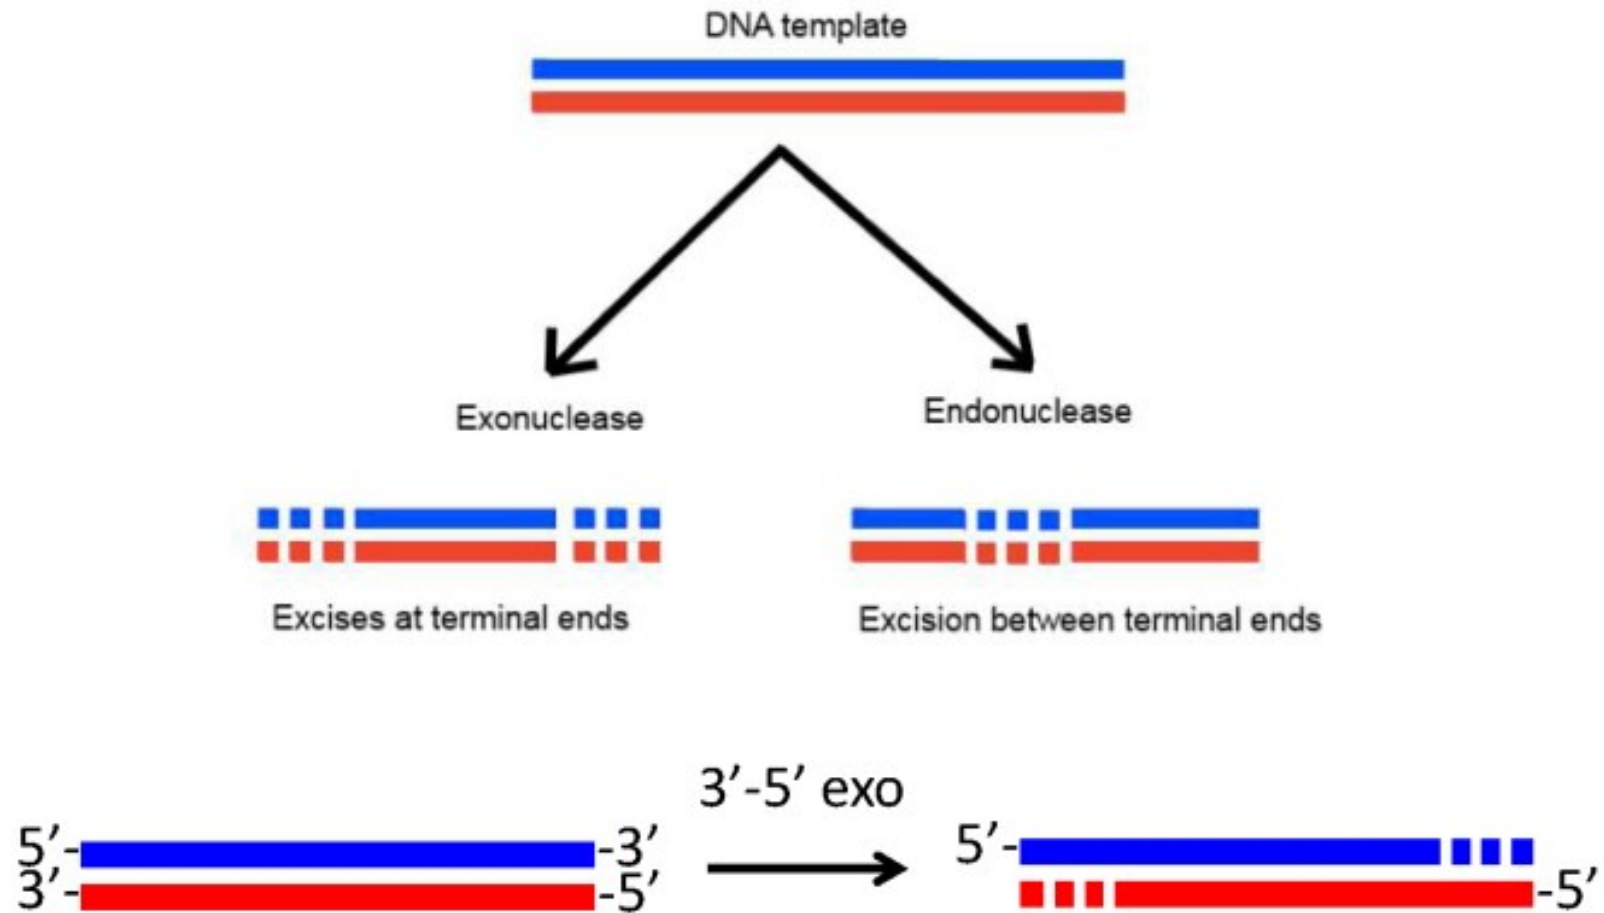 DNA template
Exonuclease
Endonuclease
Excises at terminal ends
Excision between terminal ends
3′-5′ exo
5′-
-3′
3′-
-5′
5′-
-5′